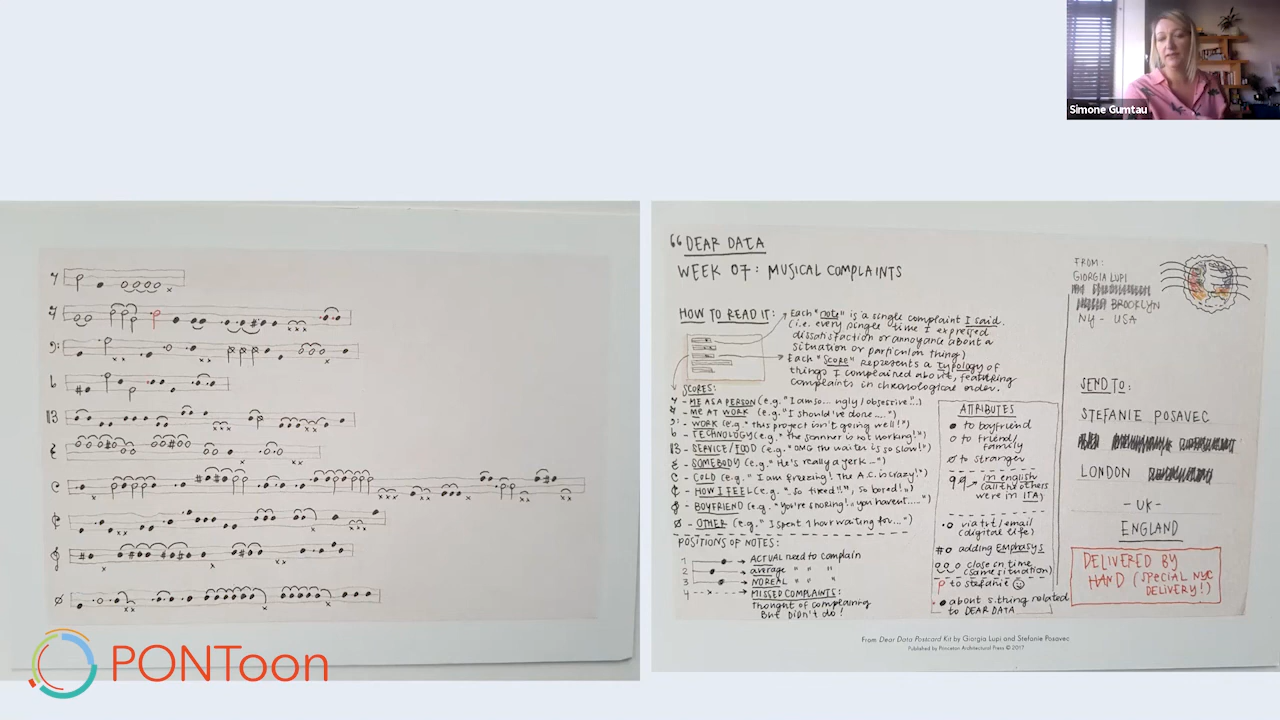 Simone Gumtau
DEAR DATA
WEEK 07: MUSICAL COMPLAINTS
HOW TO READ IT:
Each "note" is a single complaint I said.
(i.e. every single time I expressed
dissatisfaction or annoyance about a
situation or particular thing)
Each "score" represents a typology of
things I complained about, featuring
complaints in chronological order.
SCORES:
- ME AS A PERSON (e.g. "I am so... ugly/obsessive"..)
- ME AT WORK (e.g. "I should've done....")
- WORK (e.g. "this project isn't going well!")
- TECHNOLOGY (e.g. "the scanner is not working!")
- SERVICE/FOOD (e.g. "OMG the waiter is so slow!")
- SOMEBODY (e.g. "He's really a jerk...")
- COLD (e.g. "I am freezing! The A.C. is crazy!")
- HOW I FEEL (e.g. "..so tired!!", so bored!")
- BOYFRIEND (e.g. "You're snoring!.. you haven't.....")
- OTHER (e.g. "I spent 1 hour waiting for...")
POSITIONS OF NOTES:
1 → ACTUAL need to complain
2 → average " " "
3 → NO REAL " " "
4 → MISSED COMPLAINTS:
Thought of complaining
But Didn't do!
ATTRIBUTES
to boyfriend
to friend/
family
to stranger
in english
(all the others
were in ITA)
via txt/email
(digital life)
adding EMPHASYS
close in time
(same situation)
to stefanie
about s.thing related
to DEAR DATA
FROM:
GIORGIA LUPI
BROOKLYN
NY - USA
SEND TO:
STEFANIE POSAVEC
LONDON
- UK -
ENGLAND
DELIVERED BY
HAND (SPECIAL NYC
DELIVERY!)
From Dear Data Postcard Kit by Giorgia Lupi and Stefanie Posavec
Published by Princeton Architectural Press © 2017
PONToon